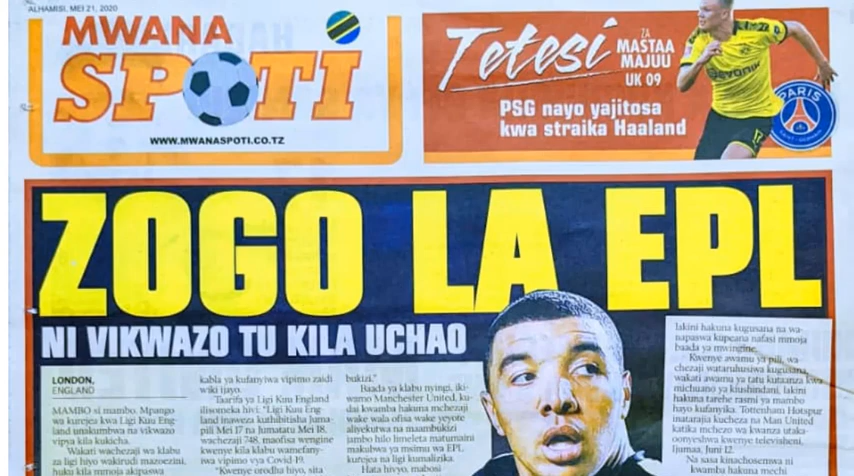 ALHAMISI, MEI 21, 2020
MWANA
SPOTI
WWW.MWANASPOTI.CO.TZ
Tetesi
ZA
MASTAA
MAJUU
UK 09
PSG nayo yajitosa
kwa straika Haaland
PARIS
ZOGO LA EPL
NI VIKWAZO TU KILA UCHAO
LONDON,
ENGLAND
MAMBO si mambo. Mpango
wa kurejea kwa Ligi Kuu Eng-
land unakumbwa na vikwazo
vipya kila kukicha.
Wakati wachezaji wa klabu
za ligi hiyo wakirudi mazoezini,
huku kila mmoja akipuswa
kabla ya kufanyiwa vipimo zaidi
wiki ijayo.
Taarifa ya Ligi Kuu England
ilisomeka hivi: "Ligi Kuu Eng-
land inaweza kuthibitisha Juma-
pili Mei 17 na Jumatatu Mei 18,
wachezaji 748, maofisa wengine
kwenye kila klabu wamefany-
iwa vipimo vya Covid 19.
"Kwenye orodha hiyo, sita
bukizi."
Baada ya klabu nyingi, iki-
wamo Manchester United, ku-
dai kwamba hakuna mchezaji
wake wala ofisa wake yeyote
aliyekutwa na maambukizi
jambo hilo limeleta matumaini
makubwa ya msimu wa EPL
kurejea na ligi kumalizika.
Hata hivyo, mabosi
lakini hakuna kugusana na wa-
napaswa kupeana nafasi mmoja
baada ya mwingine.
Kwenye awamu ya pili, wa-
chezaji wataruhusiwa kugusana,
wakati awamu ya tatu kutaanza kwa
michuano ya kiushindani, lakini
hakuna tarehe rasmi ya mambo
hayo kufanyika. Tottenham Hotspur
inatarajia kucheza na Man United
katika mchezo wa kwanza utaka-
oonyeshwa kwenye televisheni,
Ijumaa, Juni 12.
Na sasa kinachosemwa ni
kwamba hakuna mechi